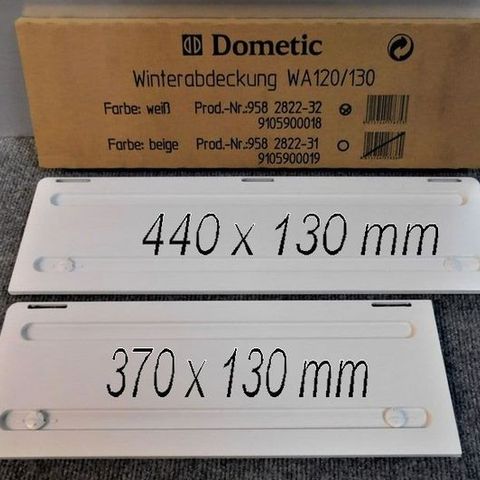 Dometic
Winterabdeckung WA120/130
Farbe: weiß Prod.-Nr.:958 2822-32
9105900018
Farbe: beige Prod.-Nr.:958 2822-31
9105900019
440 x 130 mm
370 x 130 mm